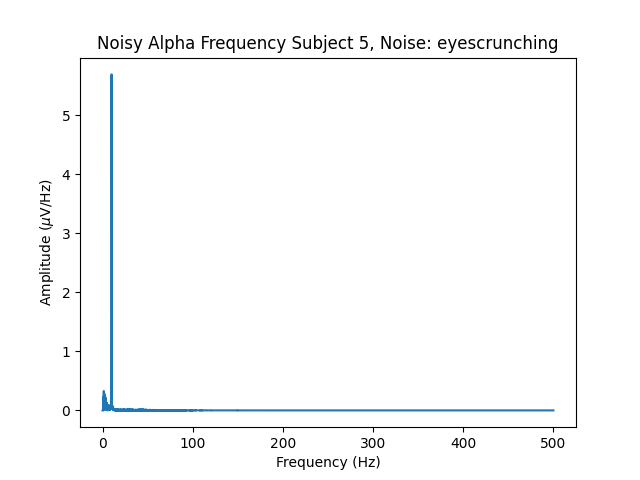 Noisy Alpha Frequency Subject 5, Noise: eyescrunching
Amplitude (μV/Hz)
5
4
3
2
1
0
0 100 200 300 400 500
Frequency (Hz)